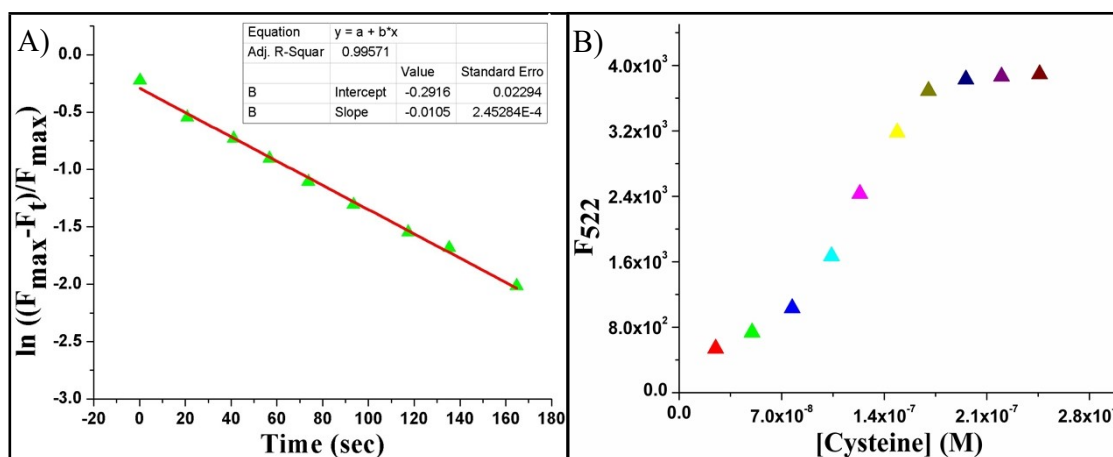 A)
Equation y = a + b*x
Adj. R-Squar 0.99571
Value Standard Erro
B Intercept -0.2916 0.02294
B Slope -0.0105 2.45284E-4
0.0
-0.5
-1.0
-1.5
-2.0
-2.5
-3.0
ln ((Fmax-Ft)/Fmax)
-20 0 20 40 60 80 100 120 140 160 180
Time (sec)
B)
4.0x10³
3.2x10³
2.4x10³
1.6x10³
8.0x10²
0.0
F522
0.0 7.0x10⁻⁸ 1.4x10⁻⁷ 2.1x10⁻⁷ 2.8x10
[Cysteine] (M)